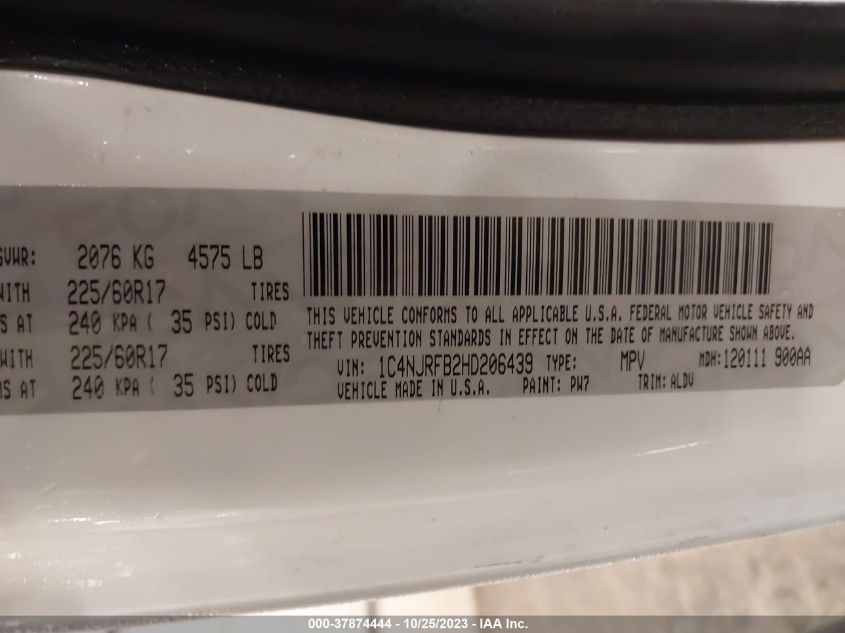 GVWR: 2076 KG 4575 LB
WITH 225/60R17 TIRES
S AT 240 KPA ( 35 PSI) COLD
225/60R17 TIRES
S AT 240 KPA ( 35 PSI) COLD
THIS VEHICLE CONFORMS TO ALL APPLICABLE U.S.A. FEDERAL MOTOR VEHICLE SAFETY AND
THEFT PREVENTION STANDARDS IN EFFECT ON THE DATE OF MANUFACTURE SHOWN ABOVE.
VIN: 1C4NJRFB2HD206439 TYPE: MPV MDH:120111 900AA
VEHICLE MADE IN U.S.A. PAINT: PW7 TRIM: ALDV
000-37874444 - 10/25/2023 - IAA Inc.